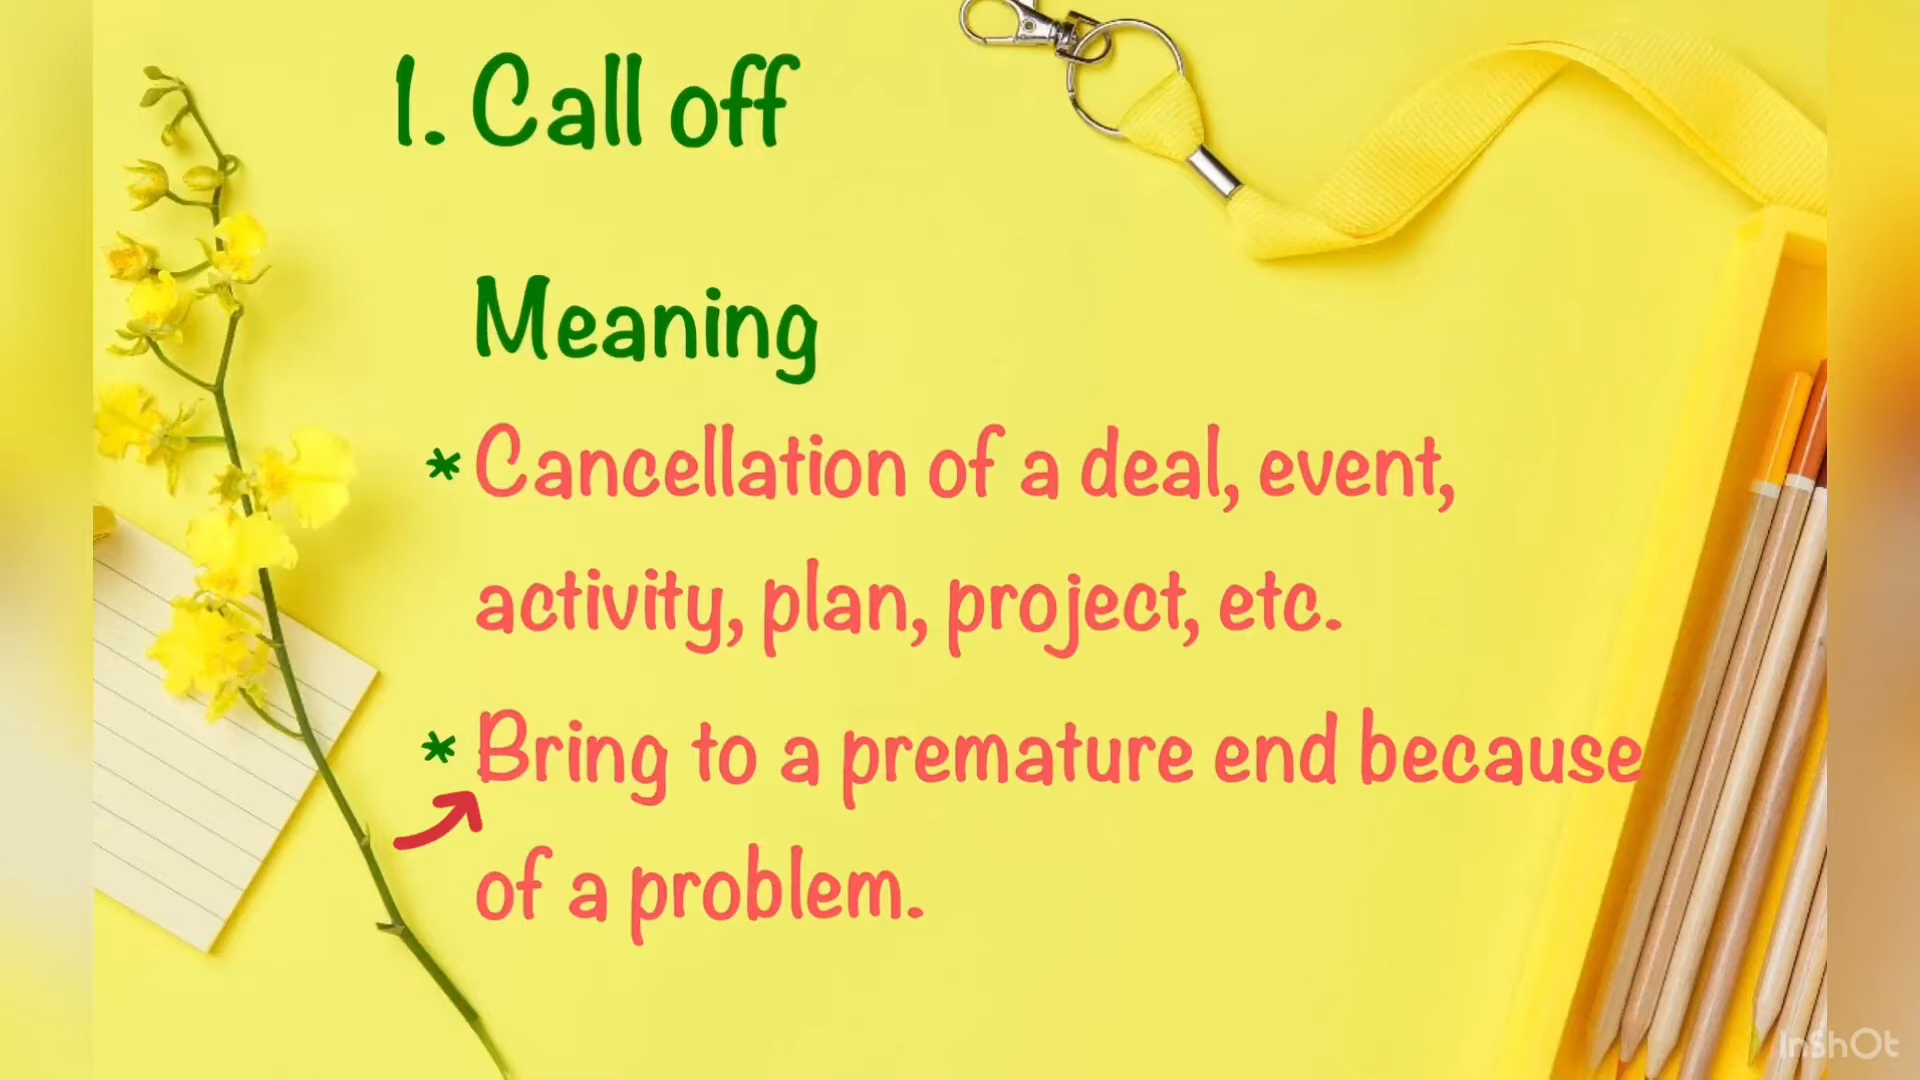 1. Call off
Meaning
* Cancellation of a deal, event,
activity, plan, project, etc.
* Bring to a premature end because
of a problem.
InShOt